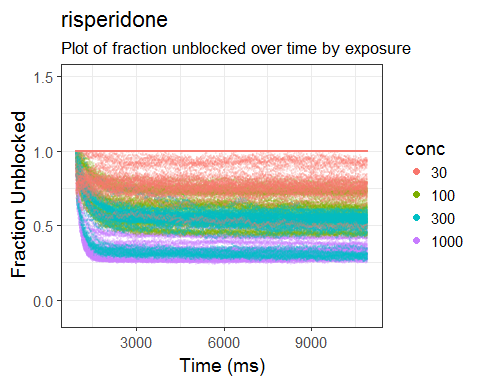 risperidone
Plot of fraction unblocked over time by exposure
Fraction Unblocked
1.5
1.0
0.5
0.0
3000
6000
9000
Time (ms)
conc
30
100
300
1000